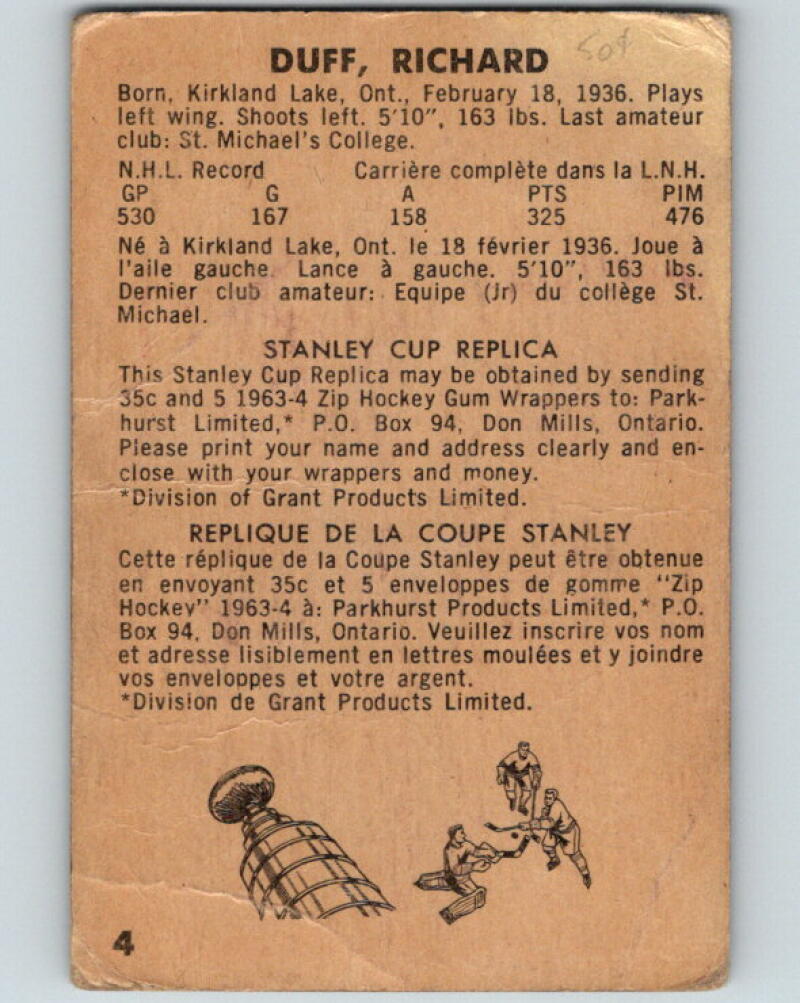 DUFF, RICHARD 50¢
Born, Kirkland Lake, Ont., February 18, 1936. Plays
left wing. Shoots left. 5'10", 163 lbs. Last amateur
club: St. Michael's College.
N.H.L. Record Carrière complète dans la L.N.H.
GP G A PTS PIM
530 167 158 325 476
Né à Kirkland Lake, Ont. le 18 février 1936. Joue à
l'aile gauche. Lance à gauche. 5'10", 163 lbs.
Dernier club amateur: Equipe (Jr) du collège St.
Michael.
STANLEY CUP REPLICA
This Stanley Cup Replica may be obtained by sending
35c and 5 1963-4 Zip Hockey Gum Wrappers to: Park-
hurst Limited,* P.O. Box 94, Don Mills, Ontario.
Please print your name and address clearly and en-
close with your wrappers and money.
*Division of Grant Products Limited.
REPLIQUE DE LA COUPE STANLEY
Cette réplique de la Coupe Stanley peut être obtenue
en envoyant 35c et 5 enveloppes de gomme "Zip
Hockey" 1963-4 à: Parkhurst Products Limited,* P.O.
Box 94, Don Mills, Ontario. Veuillez inscrire vos nom
et adresse lisiblement en lettres moulées et y joindre
vos enveloppes et votre argent.
*Division de Grant Products Limited.
4